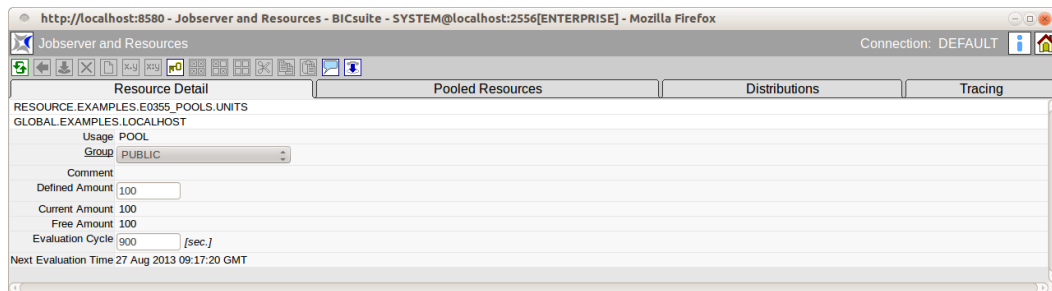 http://localhost:8580 - Jobserver and Resources - BICsuite - SYSTEM@localhost:2556[ENTERPRISE] - Mozilla Firefox
Jobserver and Resources Connection: DEFAULT
Resource Detail Pooled Resources Distributions Tracing
RESOURCE.EXAMPLES.E0355_POOLS.UNITS
GLOBAL.EXAMPLES.LOCALHOST
Usage POOL
Group PUBLIC
Comment
Defined Amount 100
Current Amount 100
Free Amount 100
Evaluation Cycle 900 [sec.]
Next Evaluation Time 27 Aug 2013 09:17:20 GMT